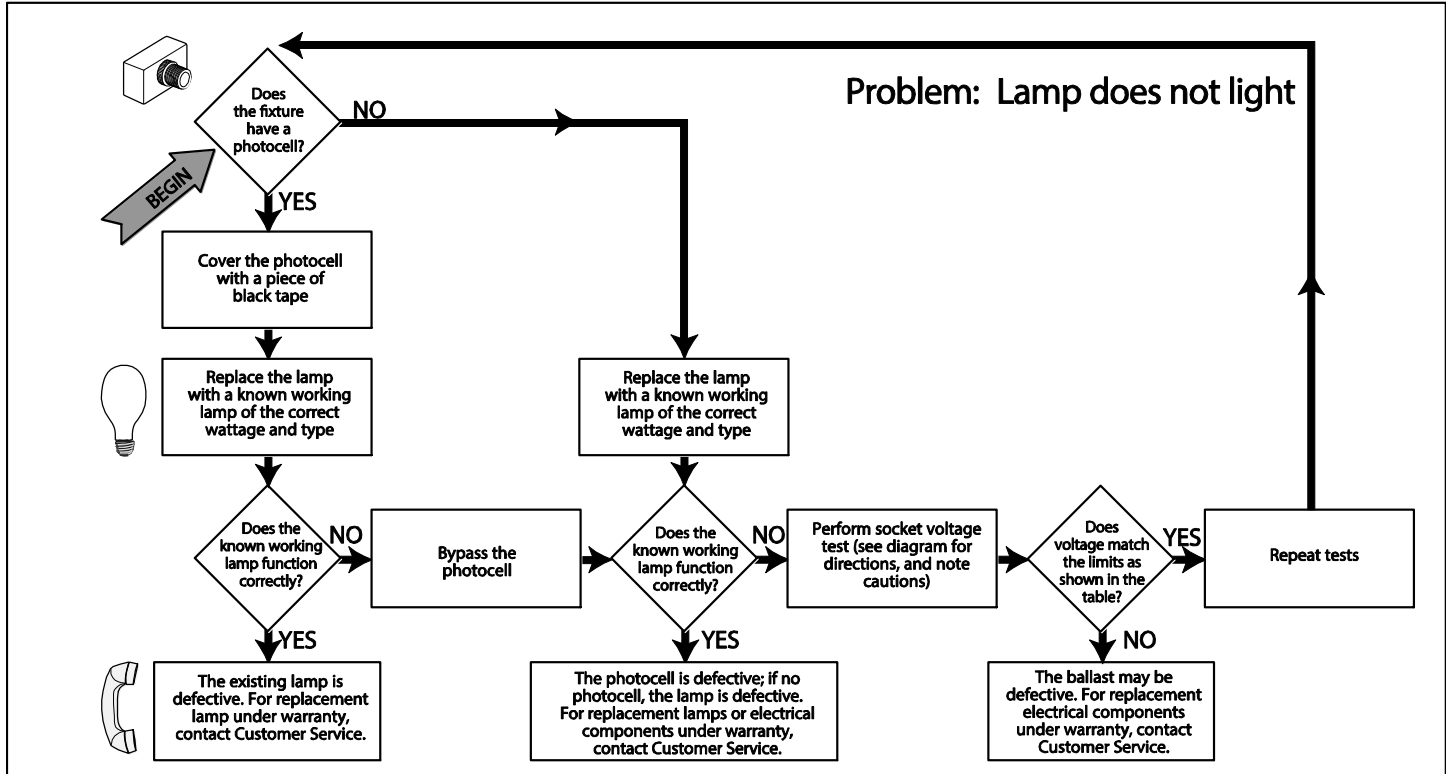 Problem: Lamp does not light
Does
the fixture
have a
photocell?
NO
BEGIN
YES
Cover the photocell
with a piece of
black tape
Replace the lamp
with a known working
lamp of the correct
wattage and type
Replace the lamp
with a known working
lamp of the correct
wattage and type
Does the
known working
lamp function
correctly?
NO
Bypass the
photocell
Does the
known working
lamp function
correctly?
NO
Perform socket voltage
test (see diagram for
directions, and note
cautions)
Does
voltage match
the limits as
shown in the
table?
YES
Repeat tests
YES
The existing lamp is
defective. For replacement
lamp under warranty,
contact Customer Service.
YES
The photocell is defective; if no
photocell, the lamp is defective.
For replacement lamps or electrical
components under warranty,
contact Customer Service.
NO
The ballast may be
defective. For replacement
electrical components
under warranty, contact
Customer Service.